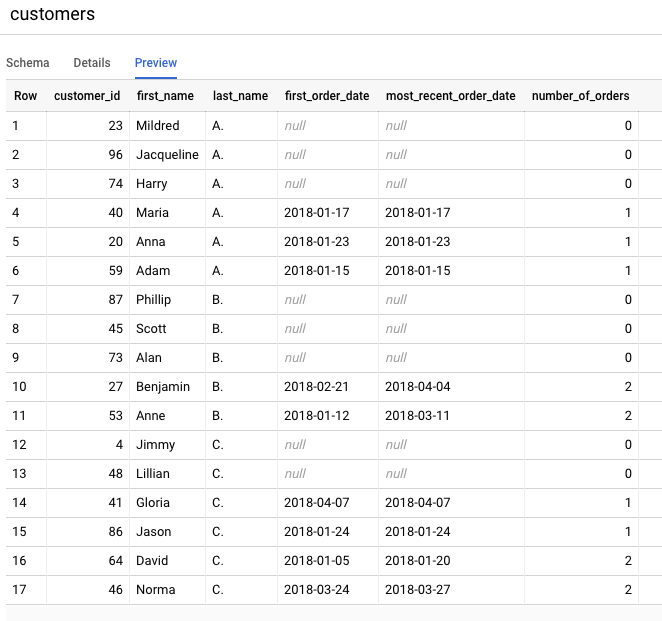 customers
Schema Details Preview
Row customer_id first_name last_name first_order_date most_recent_order_date number_of_orders
1 23 Mildred A. null null 0
2 96 Jacqueline A. null null 0
3 74 Harry A. null null 0
4 40 Maria A. 2018-01-17 2018-01-17 1
5 20 Anna A. 2018-01-23 2018-01-23 1
6 59 Adam A. 2018-01-15 2018-01-15 1
7 87 Phillip B. null null 0
8 45 Scott B. null null 0
9 73 Alan B. null null 0
10 27 Benjamin B. 2018-02-21 2018-04-04 2
11 53 Anne B. 2018-01-12 2018-03-11 2
12 4 Jimmy C. null null 0
13 48 Lillian C. null null 0
14 41 Gloria C. 2018-04-07 2018-04-07 1
15 86 Jason C. 2018-01-24 2018-01-24 1
16 64 David C. 2018-01-05 2018-01-20 2
17 46 Norma C. 2018-03-24 2018-03-27 2